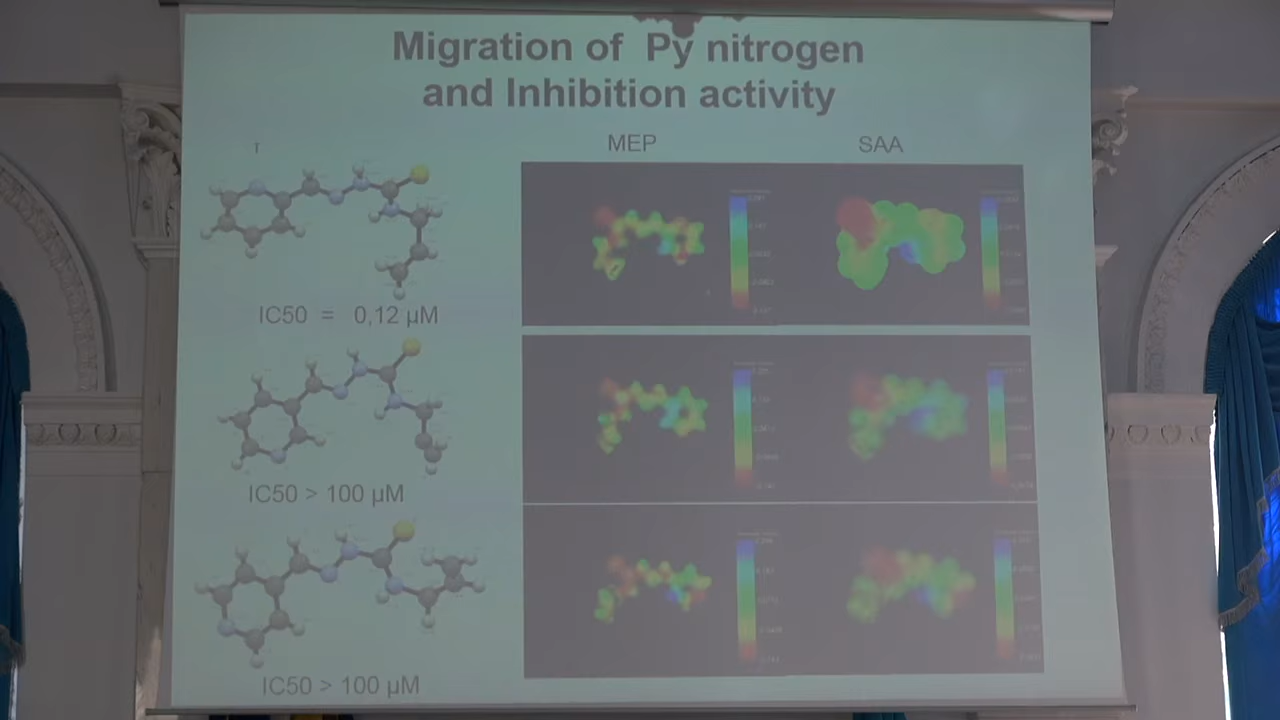 Migration of Py nitrogen
and Inhibition activity
MEP
SAA
IC50 = 0,12 µM
IC50 > 100 µM
IC50 > 100 µM